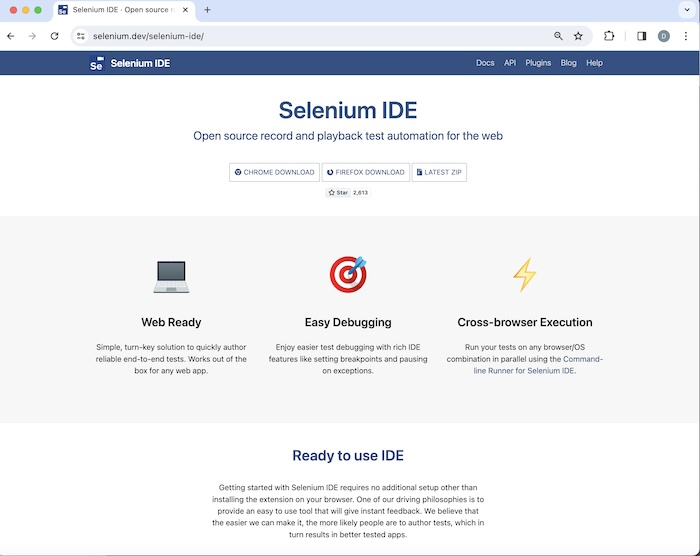 Selenium IDE · Open source r
selenium.dev/selenium-ide/
D
Se Selenium IDE
Docs API Plugins Blog Help
Selenium IDE
Open source record and playback test automation for the web
CHROME DOWNLOAD FIREFOX DOWNLOAD LATEST ZIP
Star 2,613
Web Ready
Simple, turn-key solution to quickly author
reliable end-to-end tests. Works out of the
box for any web app.
Easy Debugging
Enjoy easier test debugging with rich IDE
features like setting breakpoints and pausing
on exceptions.
Cross-browser Execution
Run your tests on any browser/OS
combination in parallel using the Command-
line Runner for Selenium IDE.
Ready to use IDE
Getting started with Selenium IDE requires no additional setup other than
installing the extension on your browser. One of our driving philosophies is to
provide an easy to use tool that will give instant feedback. We believe that
the easier we can make it, the more likely people are to author tests, which in
turn results in better tested apps.